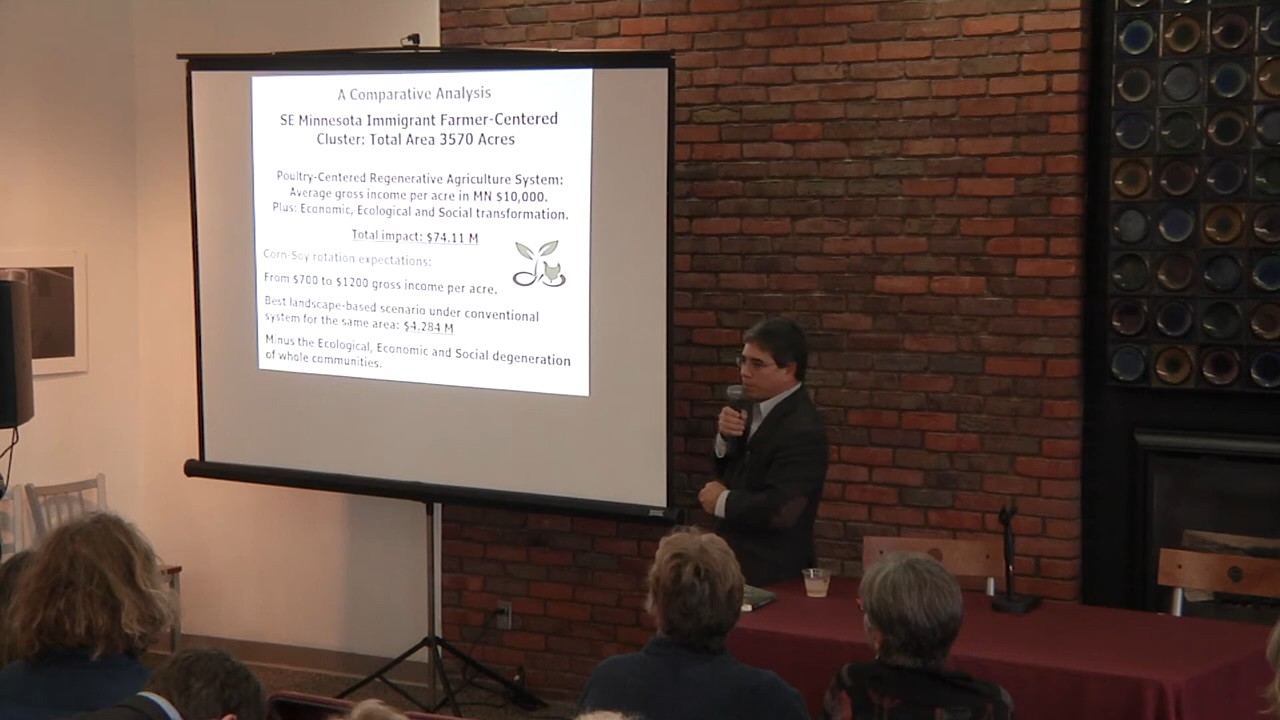 A Comparative Analysis
SE Minnesota Immigrant Farmer-Centered
Cluster: Total Area 3570 Acres
Poultry-Centered Regenerative Agriculture System:
Average gross income per acre in MN $10,000.
Plus: Economic, Ecological and Social transformation.
Total impact: $74.11 M
Corn-Soy rotation expectations:
From $700 to $1200 gross income per acre.
Best landscape-based scenario under conventional
system for the same area: $4.284 M
Minus the Ecological, Economic and Social degeneration
of whole communities.